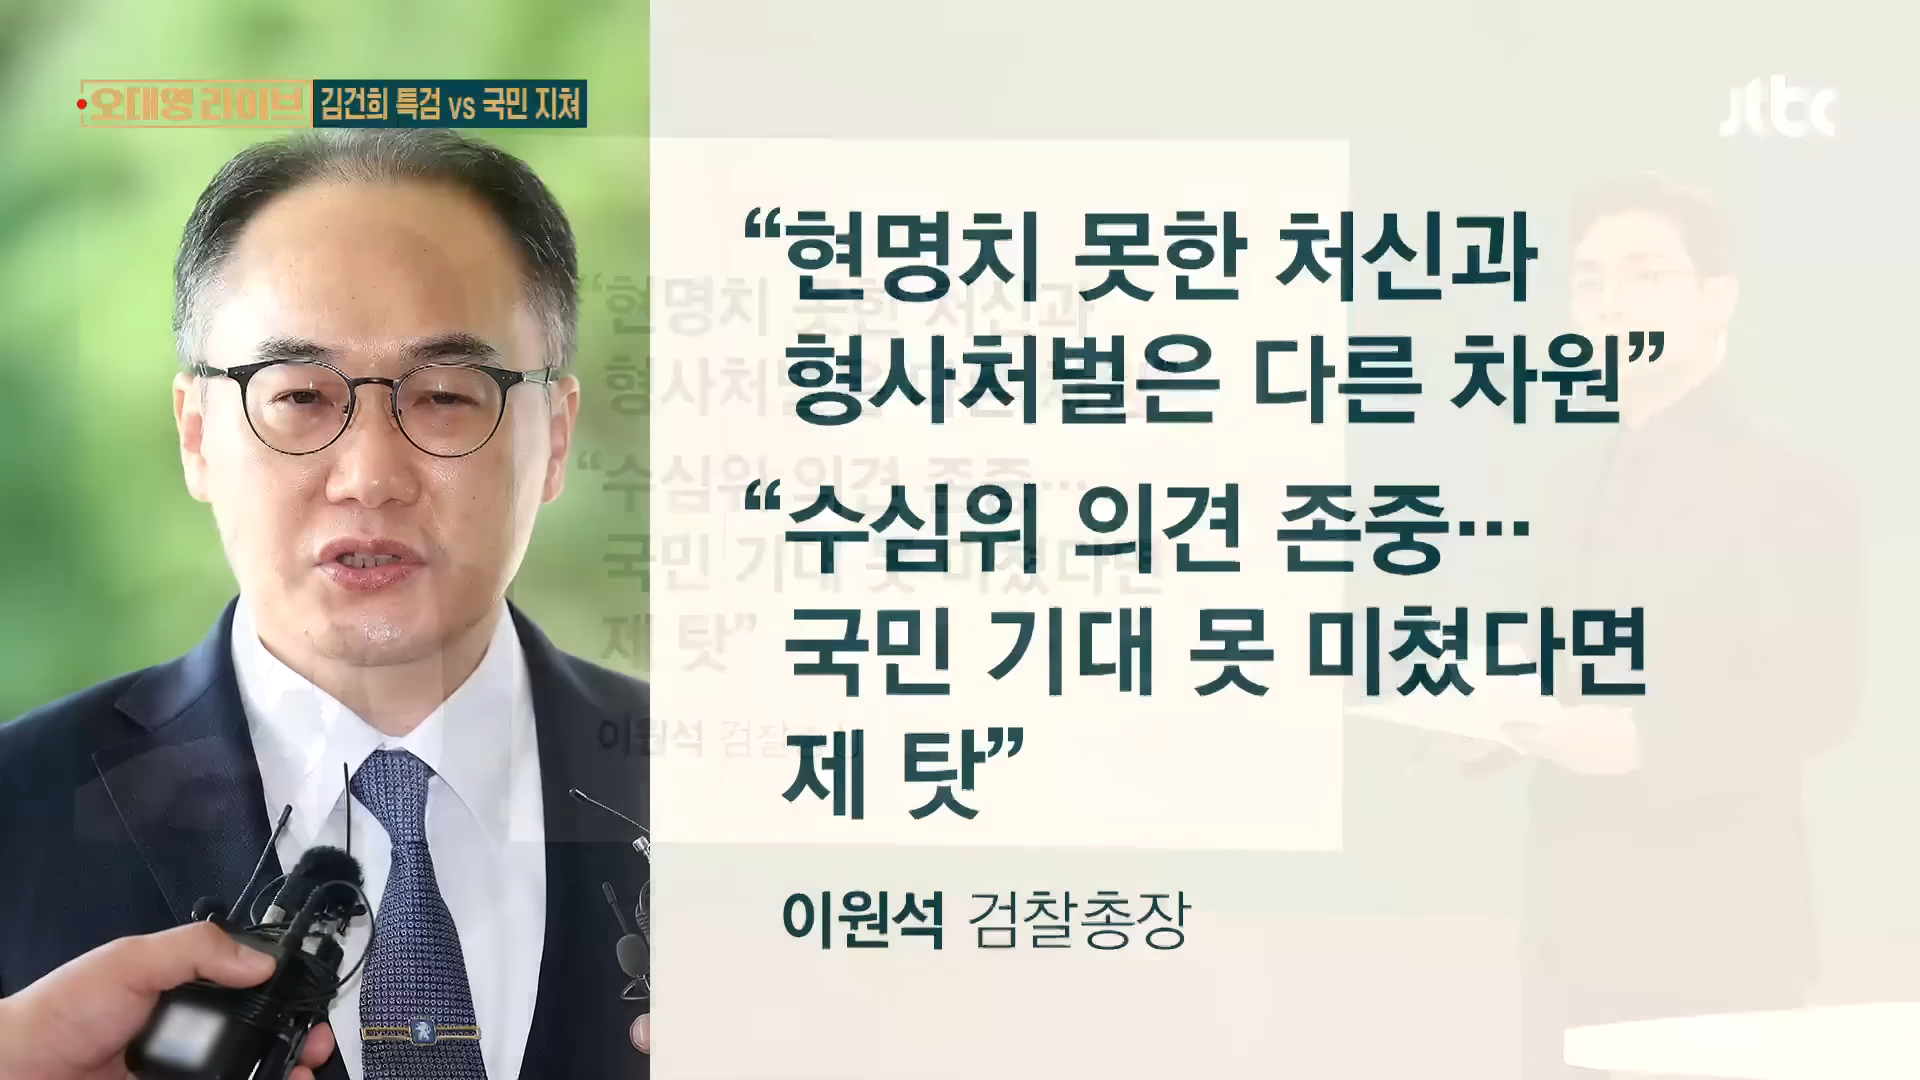 오대영 라이브 김건희 특검 vs 국민 지쳐
jtbc
“현명치 못한 처신과
형사처벌은 다른 차원”
“수심위 의견 존중…
국민 기대 못 미쳤다면
제 탓”
이원석 검찰총장